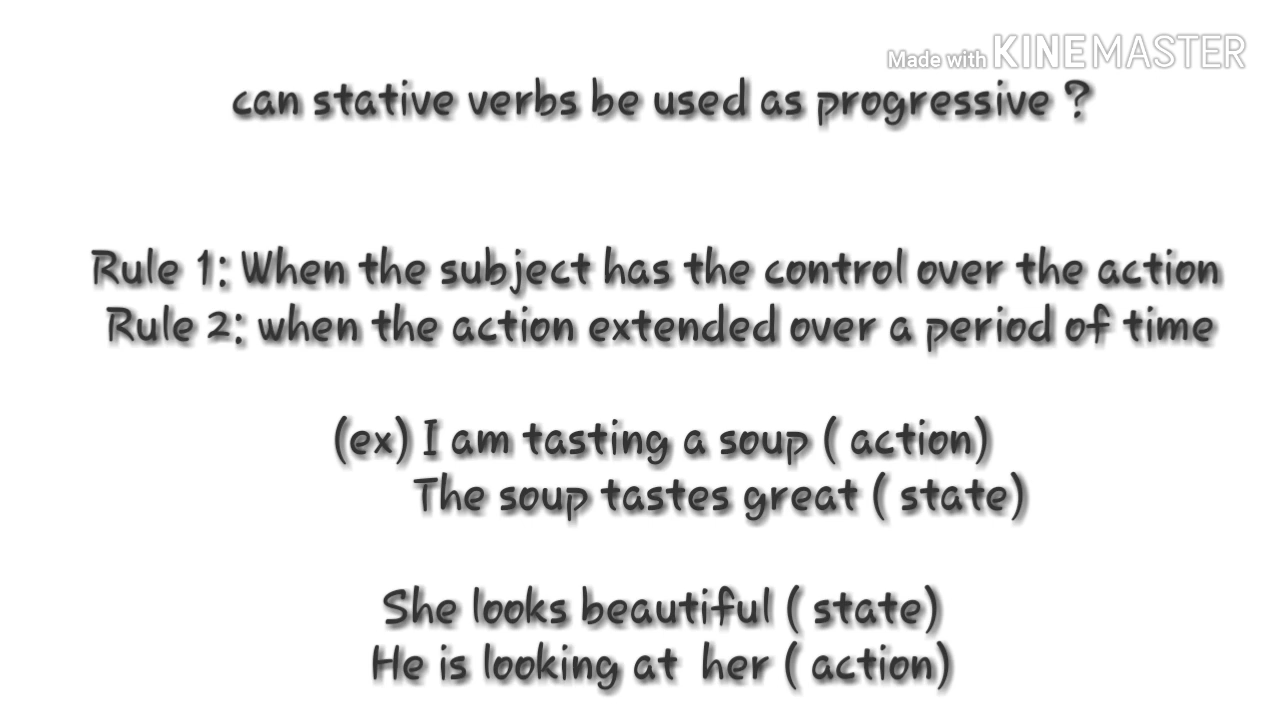 Made with KINEMASTER
can stative verbs be used as progressive ?
Rule 1: When the subject has the control over the action
Rule 2: when the action extended over a period of time
(ex) I am tasting a soup ( action)
The soup tastes great ( state)
She looks beautiful ( state)
He is looking at her ( action)